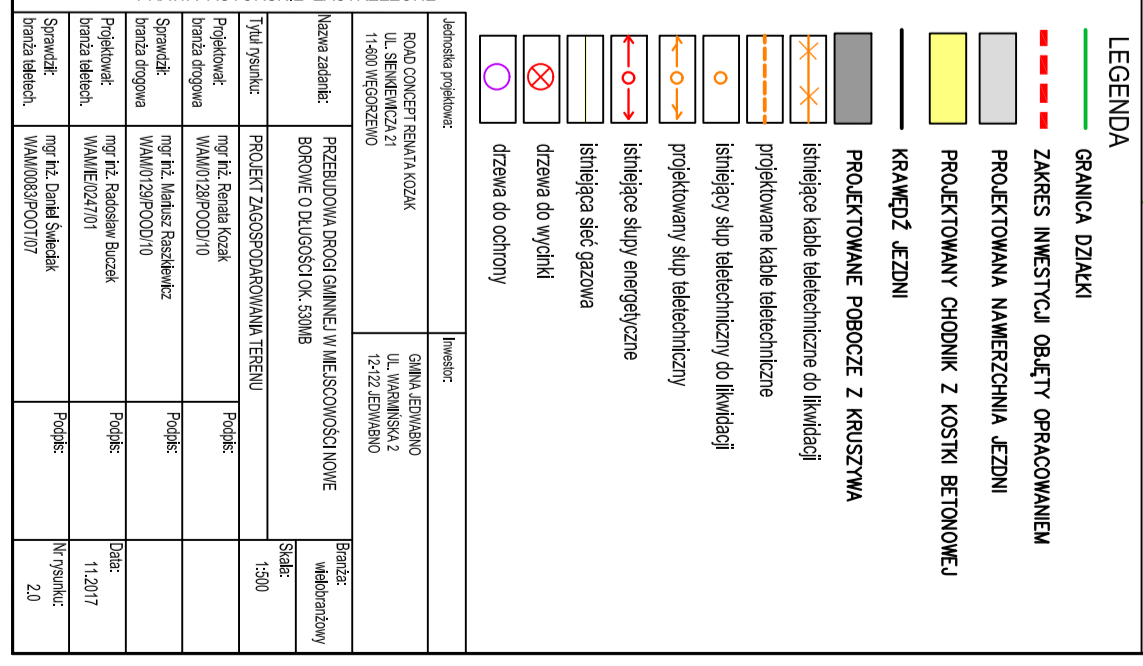 LEGENDA
GRANICA DZIAŁKI
ZAKRES INWESTYCJI OBJĘTY OPRACOWANIEM
PROJEKTOWANA NAWIERZCHNIA JEZDNI
PROJEKTOWANY CHODNIK Z KOSTKI BETONOWEJ
KRAWĘDŹ JEZDNI
PROJEKTOWANE POBOCZE Z KRUSZYWA
istniejące kable teletechniczne do likwidacji
projektowane kable teletechniczne
istniejący słup teletechniczny do likwidacji
projektowany słup teletechniczny
istniejące słupy energetyczne
istniejąca sieć gazowa
drzewa do wycinki
drzewa do ochrony
Jednostka projektowa:
ROAD CONCEPT RENATA KOZAK
UL. SIENKIEWICZA 21
11-600 WĘGORZEWO
Inwestor:
GMINA JEDWABNO
UL. WARMIŃSKA 2
12-122 JEDWABNO
Nazwa zadania:
PRZEBUDOWA DROGI GMINNEJ W MIEJSCOWOŚCI NOWE
BOROWE O DŁUGOŚCI OK. 530MB
Branża:
wielobranżowy
Tytuł rysunku:
PROJEKT ZAGOSPODAROWANIA TERENU
Skala:
1:500
Projektował:
branża drogowa
mgr inż. Renata Kozak
WAM/0128/POOD/10
Podpis:
Sprawdził:
branża drogowa
mgr inż. Mariusz Raszkiewicz
WAM/0129/POOD/10
Podpis:
Projektował:
branża teletech.
mgr inż. Radosław Buczek
WAM/IE/0247/01
Podpis:
Data:
11.2017
Sprawdził:
branża teletech.
mgr inż. Daniel Świeciak
WAM/0083/POOT/07
Podpis:
Nr rysunku:
2.0